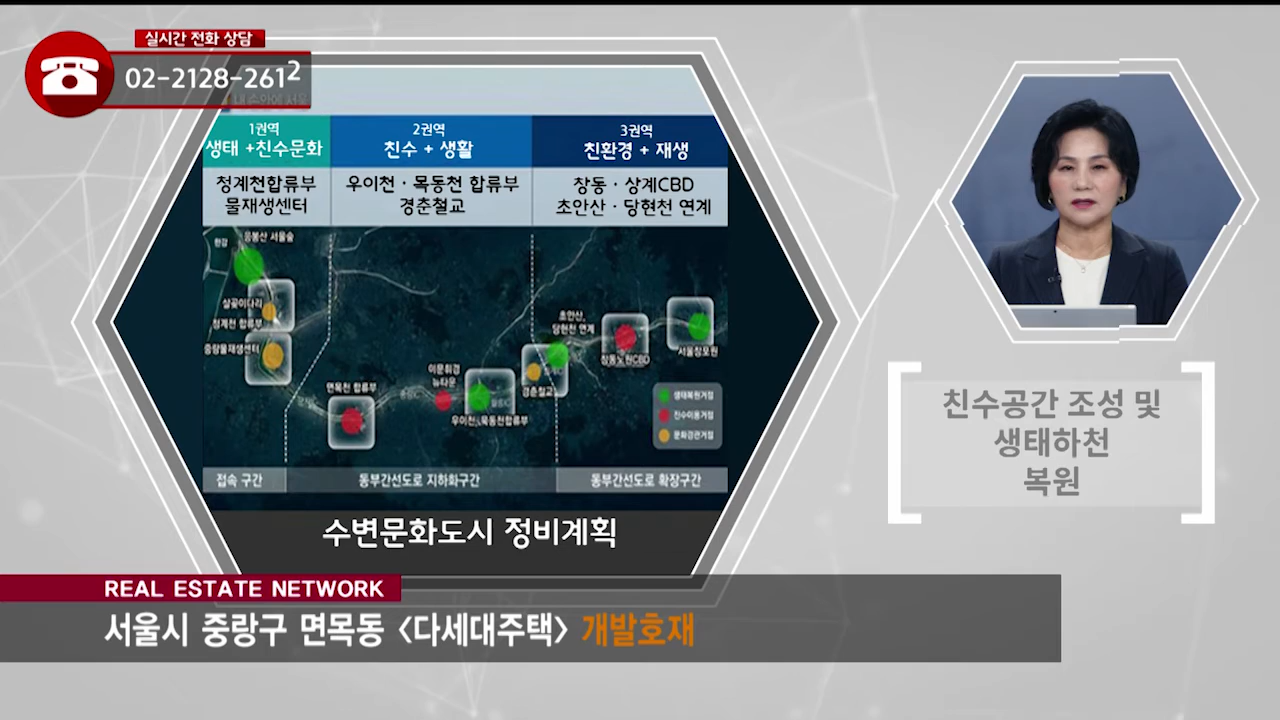 실시간 전화 상담
02-2128-2612
1권역
생태 +친수문화
2권역
친수 + 생활
3권역
친환경 + 재생
청계천합류부
물재생센터
우이천 · 목동천 합류부
경춘철교
창동 · 상계CBD
초안산 · 당현천 연계
한강
응봉산 서울숲
살곶이다리
청계천 합류부
중랑물재생센터
면목천 합류부
이문휘경
뉴타운
우이천, 묵동천합류부
경춘철교
초안산,
당현천 연계
창동노원CBD
서울창포원
생태복원거점
친수이용거점
문화경관거점
접속 구간
동부간선도로 지하화구간
동부간선도로 확장구간
수변문화도시 정비계획
친수공간 조성 및
생태하천
복원
REAL ESTATE NETWORK
서울시 중랑구 면목동 <다세대주택> 개발호재